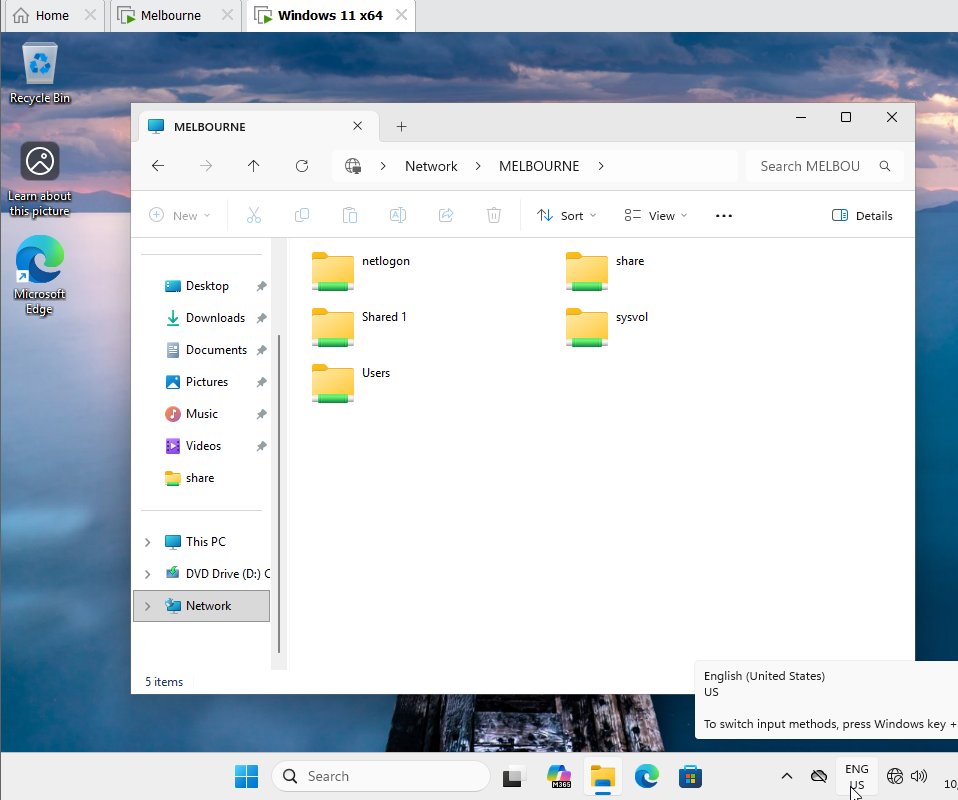 Home
Melbourne
Windows 11 x64
Recycle Bin
Learn about
this picture
Microsoft
Edge
MELBOURNE
Network
MELBOURNE
Search MELBOU
New
Sort
View
Details
Desktop
Downloads
Documents
Pictures
Music
Videos
share
This PC
DVD Drive (D:) C
Network
netlogon
share
Shared 1
sysvol
Users
5 items
English (United States)
US
To switch input methods, press Windows key +
Search
M365
ENG
US
10,